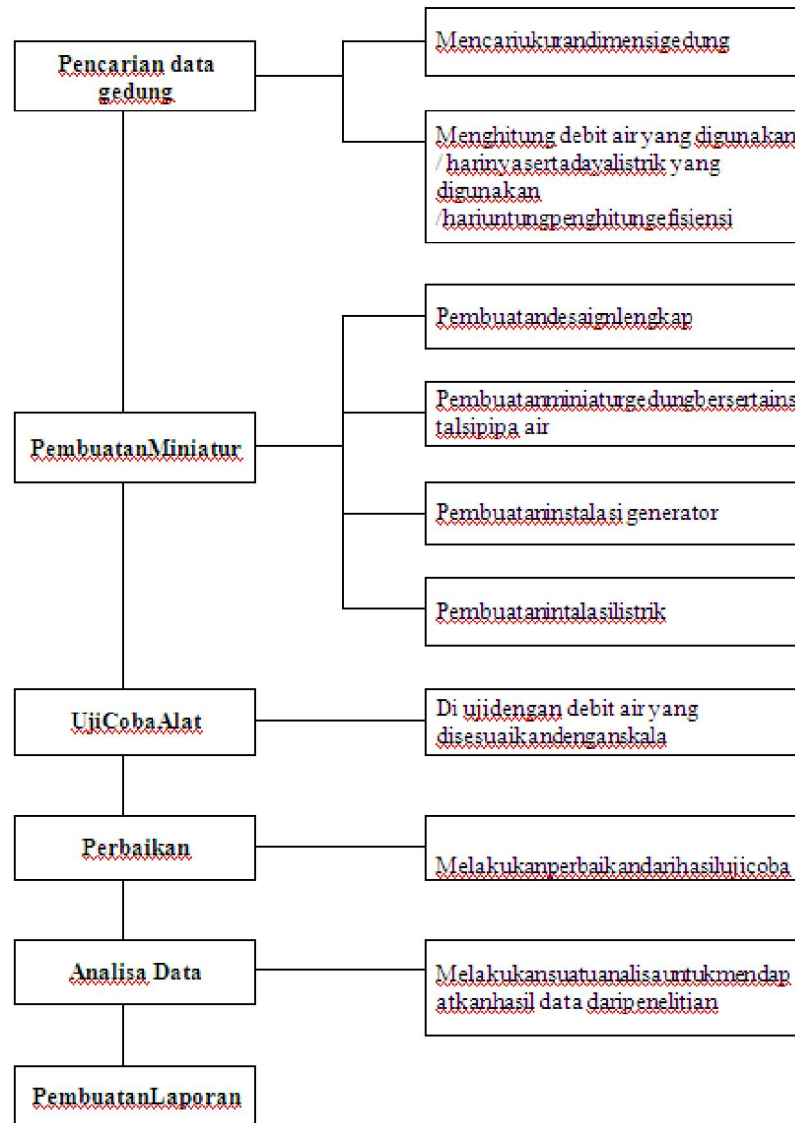 Pencarian data
gedung
Mencariukurandimensigedung
Menghitung debit air yang digunakan
/ harinyasertadayalistrik yang
digunakan
/hariuntungpenghitungefisiensi
PembuatanMiniatur
Pembuatandesaignlengkap
Pembuatanminiaturgedungbersertains
talsipipa air
Pembuataninstalasi generator
Pembuatanintalasilistrik
UjiCobaAlat
Di ujidengan debit air yang
disesuaikandenganskala
Perbaikan
Melakukanperbaikandarihasilujicoba
Analisa Data
Melakukansuatuanalisauntukmendap
atkanhasil data daripenelitian
PembuatanLaporan